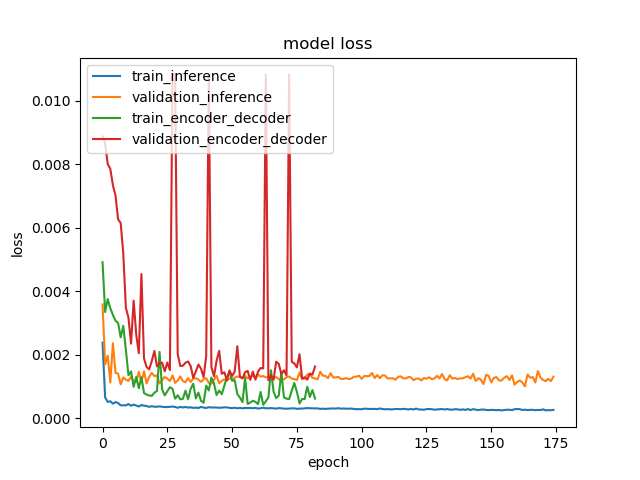 model loss
train_inference
validation_inference
train_encoder_decoder
validation_encoder_decoder
loss
0.010
0.008
0.006
0.004
0.002
0.000
0 25 50 75 100 125 150 175
epoch